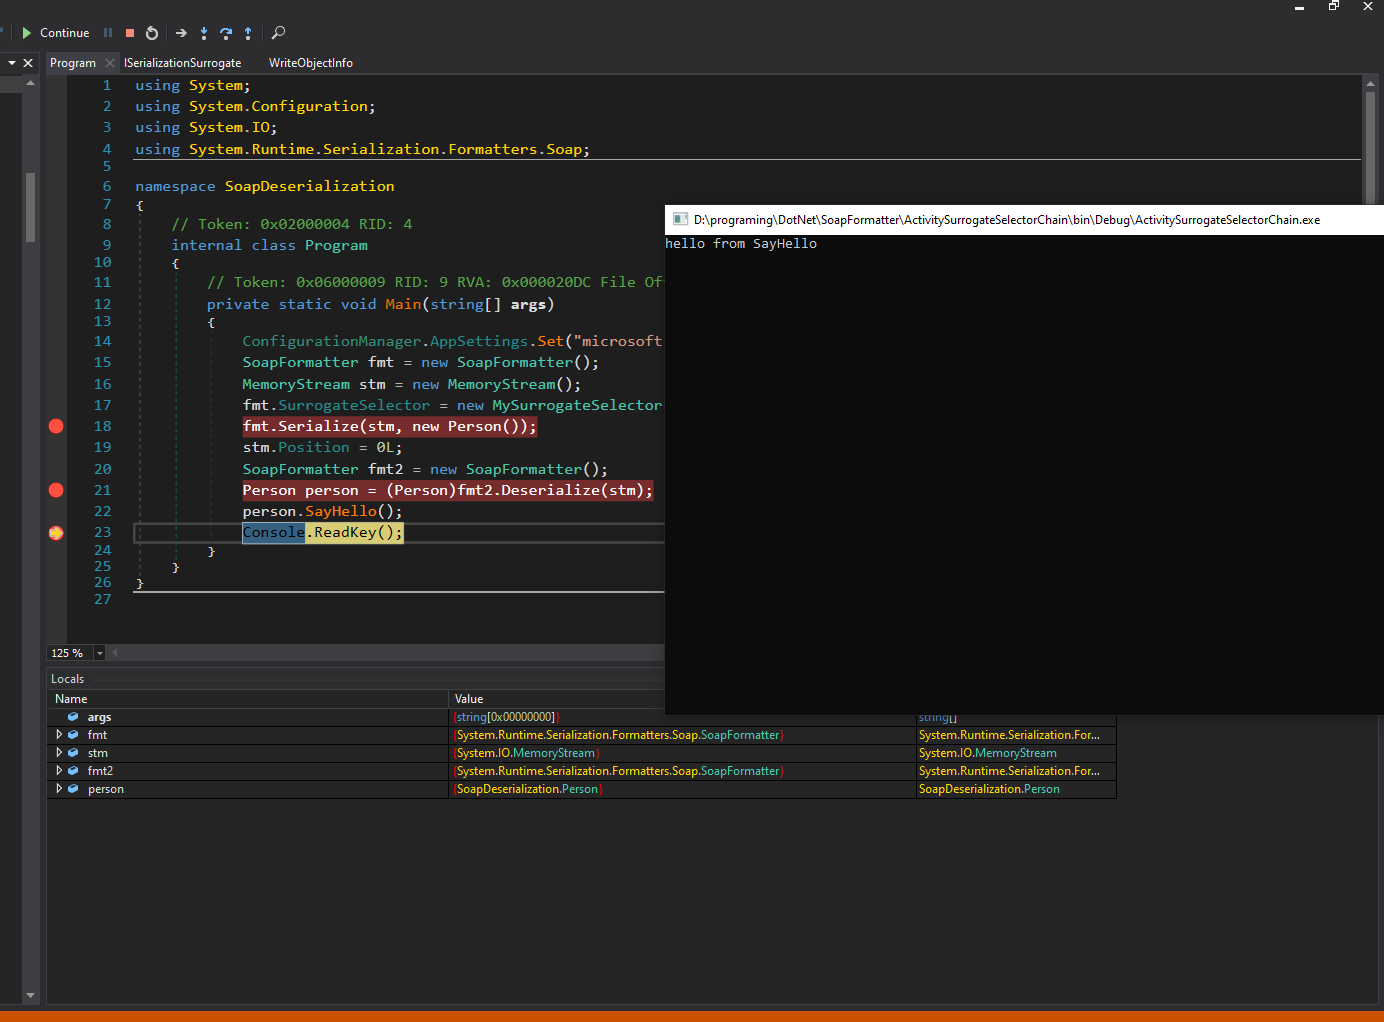 Continue
Program ISerializationSurrogate WriteObjectInfo
1 using System;
2 using System.Configuration;
3 using System.IO;
4 using System.Runtime.Serialization.Formatters.Soap;
5
6 namespace SoapDeserialization
7 {
8 // Token: 0x02000004 RID: 4
9 internal class Program
10 {
11 // Token: 0x06000009 RID: 9 RVA: 0x000020DC File Of
12 private static void Main(string[] args)
13 {
14 ConfigurationManager.AppSettings.Set("microsoft
15 SoapFormatter fmt = new SoapFormatter();
16 MemoryStream stm = new MemoryStream();
17 fmt.SurrogateSelector = new MySurrogateSelector
18 fmt.Serialize(stm, new Person());
19 stm.Position = 0L;
20 SoapFormatter fmt2 = new SoapFormatter();
21 Person person = (Person)fmt2.Deserialize(stm);
22 person.SayHello();
23 Console.ReadKey();
24 }
25 }
26 }
27
D:\programing\DotNet\SoapFormatter\ActivitySurrogateSelectorChain\bin\Debug\ActivitySurrogateSelectorChain.exe
hello from SayHello
125 %
Locals
Name Value
args {string[0x00000000]} string[]
fmt {System.Runtime.Serialization.Formatters.Soap.SoapFormatter} System.Runtime.Serialization.For...
stm {System.IO.MemoryStream} System.IO.MemoryStream
fmt2 {System.Runtime.Serialization.Formatters.Soap.SoapFormatter} System.Runtime.Serialization.For...
person {SoapDeserialization.Person} SoapDeserialization.Person